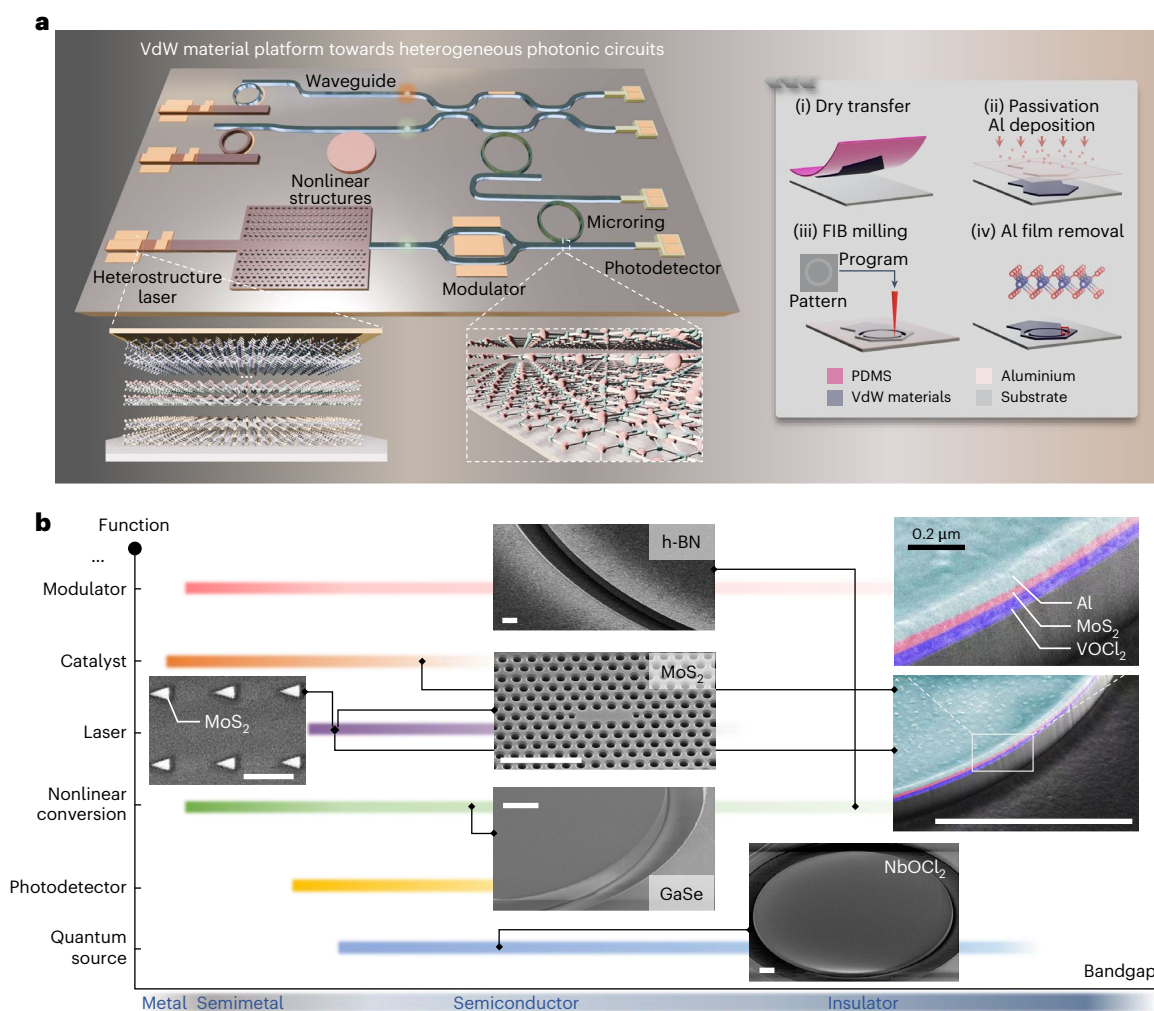 a
VdW material platform towards heterogeneous photonic circuits
Waveguide
Nonlinear
structures
Microring
Photodetector
Heterostructure
laser
Modulator
(i) Dry transfer
(ii) Passivation
Al deposition
(iii) FIB milling
(iv) Al film removal
Program
Pattern
PDMS
Aluminium
VdW materials
Substrate
b
Function
...
Modulator
Catalyst
Laser
Nonlinear
conversion
Photodetector
Quantum
source
h-BN
0.2 μm
Al
MoS₂
VOCl₂
MoS₂
MoS₂
GaSe
NbOCl₂
Bandgap
Metal Semimetal Semiconductor Insulator